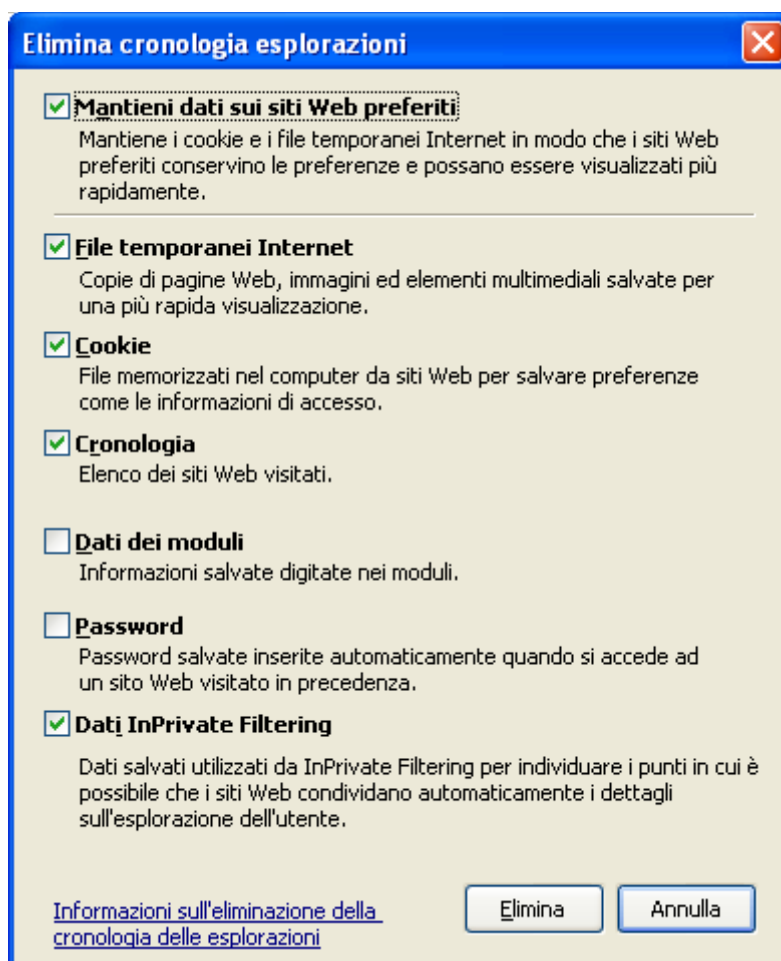 Elimina cronologia esplorazioni
Mantieni dati sui siti Web preferiti
Mantiene i cookie e i file temporanei Internet in modo che i siti Web
preferiti conservino le preferenze e possano essere visualizzati più
rapidamente.
File temporanei Internet
Copie di pagine Web, immagini ed elementi multimediali salvate per
una più rapida visualizzazione.
Cookie
File memorizzati nel computer da siti Web per salvare preferenze
come le informazioni di accesso.
Cronologia
Elenco dei siti Web visitati.
Dati dei moduli
Informazioni salvate digitate nei moduli.
Password
Password salvate inserite automaticamente quando si accede ad
un sito Web visitato in precedenza.
Dati InPrivate Filtering
Dati salvati utilizzati da InPrivate Filtering per individuare i punti in cui è
possibile che i siti Web condividano automaticamente i dettagli
sull'esplorazione dell'utente.
Informazioni sull'eliminazione della
cronologia delle esplorazioni
Elimina
Annulla